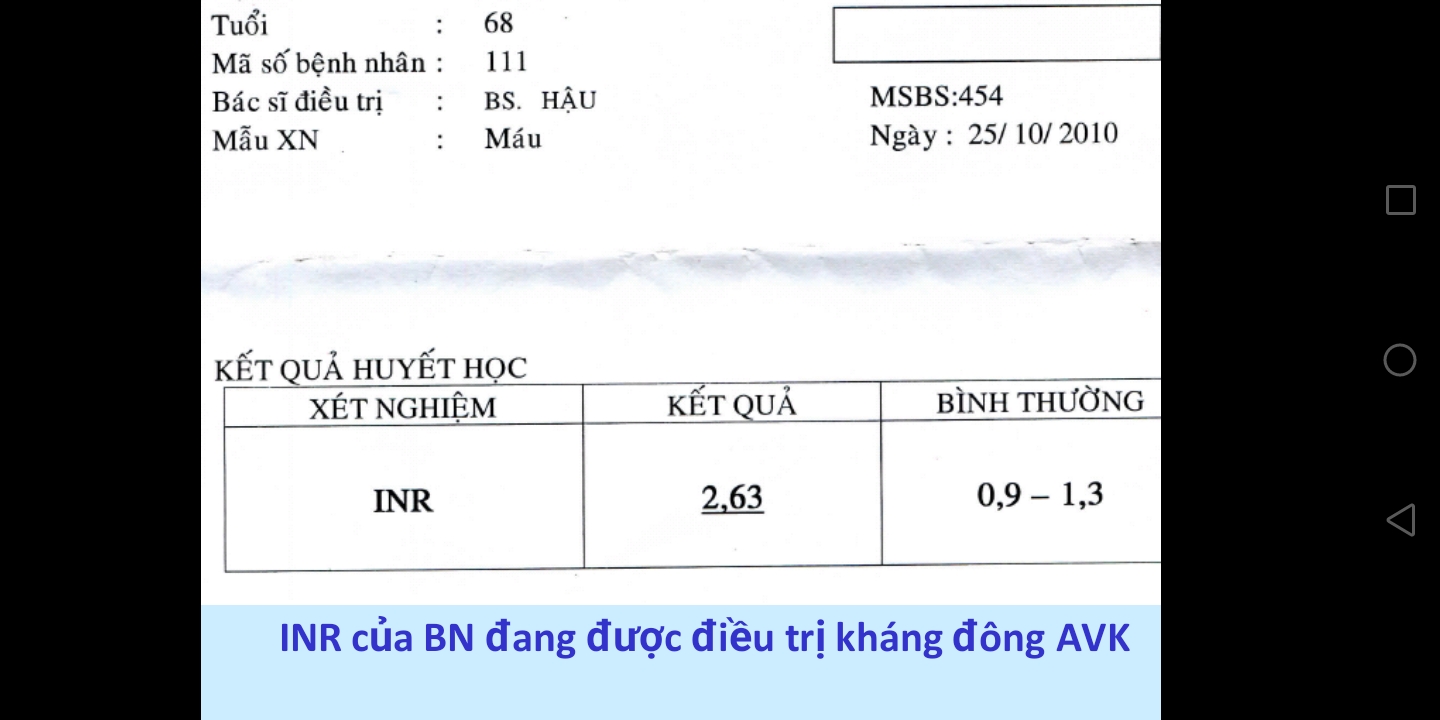 Tuổi : 68
Mã số bệnh nhân : 111
Bác sĩ điều trị : BS. HẬU
MSBS:454
Mẫu XN : Máu
Ngày : 25/ 10/ 2010
KẾT QUẢ HUYẾT HỌC
XÉT NGHIỆM KẾT QUẢ BÌNH THƯỜNG
INR 2,63 0,9 – 1,3
INR của BN đang được điều trị kháng đông AVK